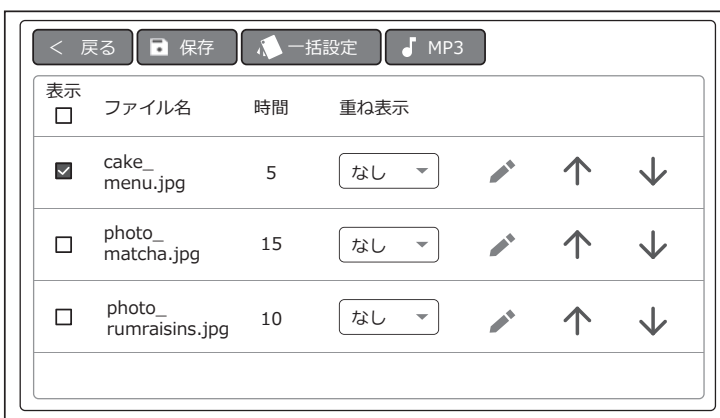 < 戻る 保存 一括設定 MP3
表示
ファイル名 時間 重ね表示
cake_
menu.jpg 5 なし
photo_
matcha.jpg 15 なし
photo_
rumraisins.jpg 10 なし